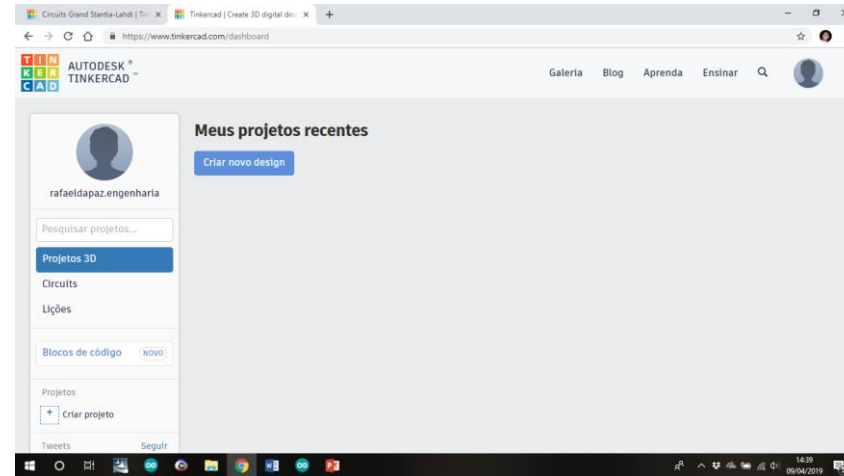 Circuits Grand Stantia-Lahdi | Tin
Tinkercad | Create 3D digital des
https://www.tinkercad.com/dashboard
TIN
KER
CAD
AUTODESK ®
TINKERCAD ™
Galeria Blog Aprenda Ensinar
rafaeldapaz.engenharia
Pesquisar projetos...
Projetos 3D
Circuits
Lições
Blocos de código NOVO
Projetos
+ Criar projeto
Tweets Seguir
Meus projetos recentes
Criar novo design
14:39
09/04/2019